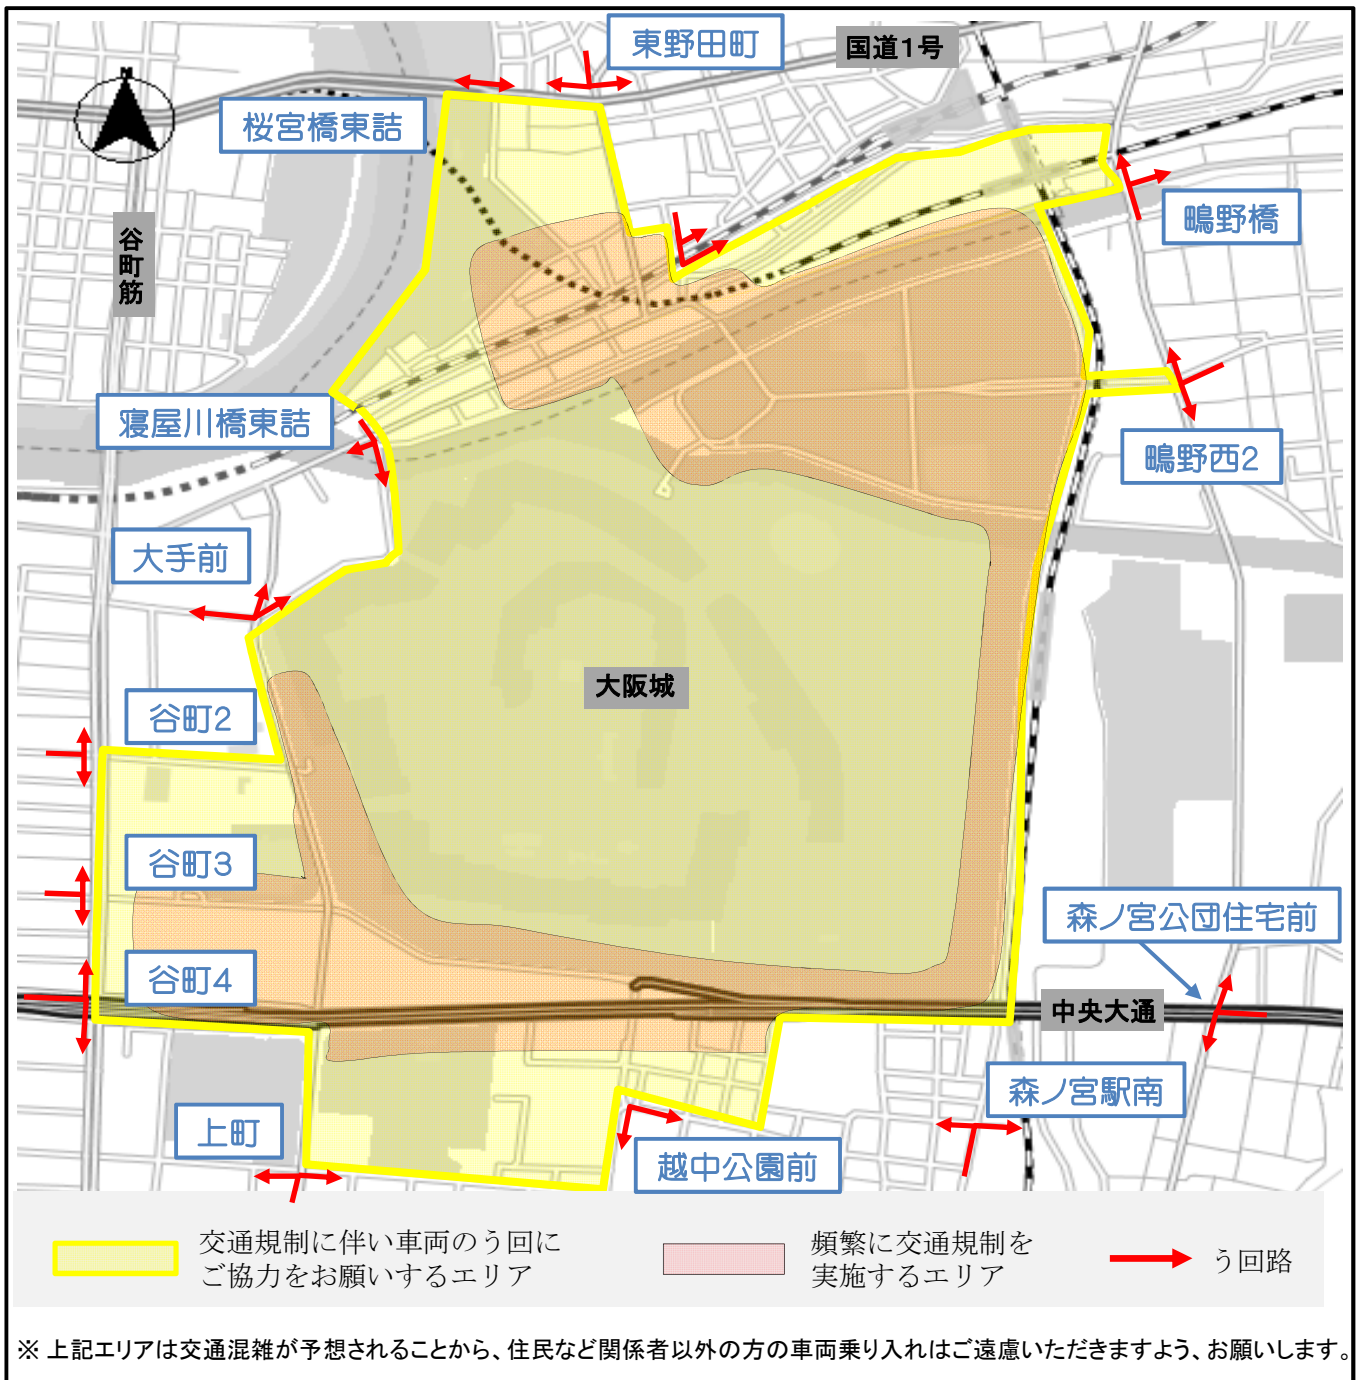 東野田町
国道1号
N
桜宮橋東詰
鴫野橋
谷町筋
寝屋川橋東詰
鴫野西2
大手前
大阪城
谷町2
谷町3
森ノ宮公団住宅前
谷町4
中央大通
森ノ宮駅南
上町
越中公園前
交通規制に伴い車両のう回に
ご協力をお願いするエリア
頻繁に交通規制を
実施するエリア
う回路
※ 上記エリアは交通混雑が予想されることから、住民など関係者以外の方の車両乗り入れはご遠慮いただきますよう、お願いします。